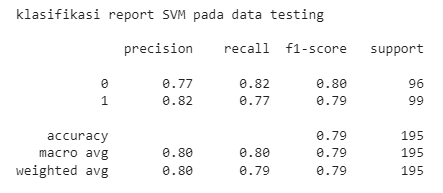 klasifikasi report SVM pada data testing
precision recall f1-score support
0 0.77 0.82 0.80 96
1 0.82 0.77 0.79 99
accuracy 0.79 195
macro avg 0.80 0.80 0.79 195
weighted avg 0.80 0.79 0.79 195